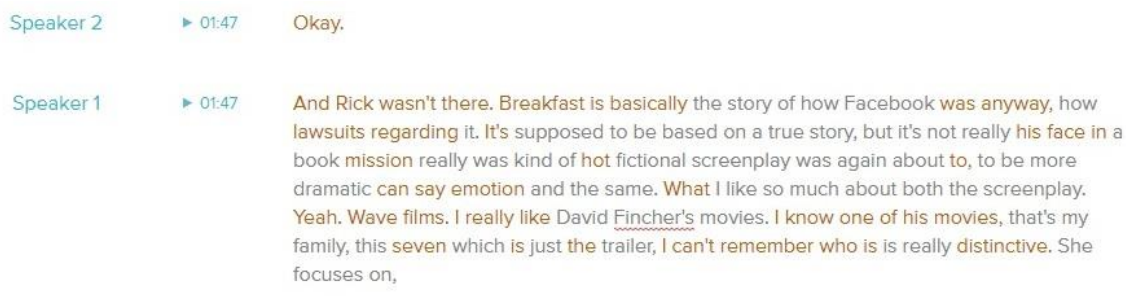 Speaker 2 ▶ 01:47 Okay.
Speaker 1 ▶ 01:47 And Rick wasn't there. Breakfast is basically the story of how Facebook was anyway, how
lawsuits regarding it. It's supposed to be based on a true story, but it's not really his face in a
book mission really was kind of hot fictional screenplay was again about to, to be more
dramatic can say emotion and the same. What I like so much about both the screenplay.
Yeah. Wave films. I really like David Fincher's movies. I know one of his movies, that's my
family, this seven which is just the trailer, I can't remember who is is really distinctive. She
focuses on,